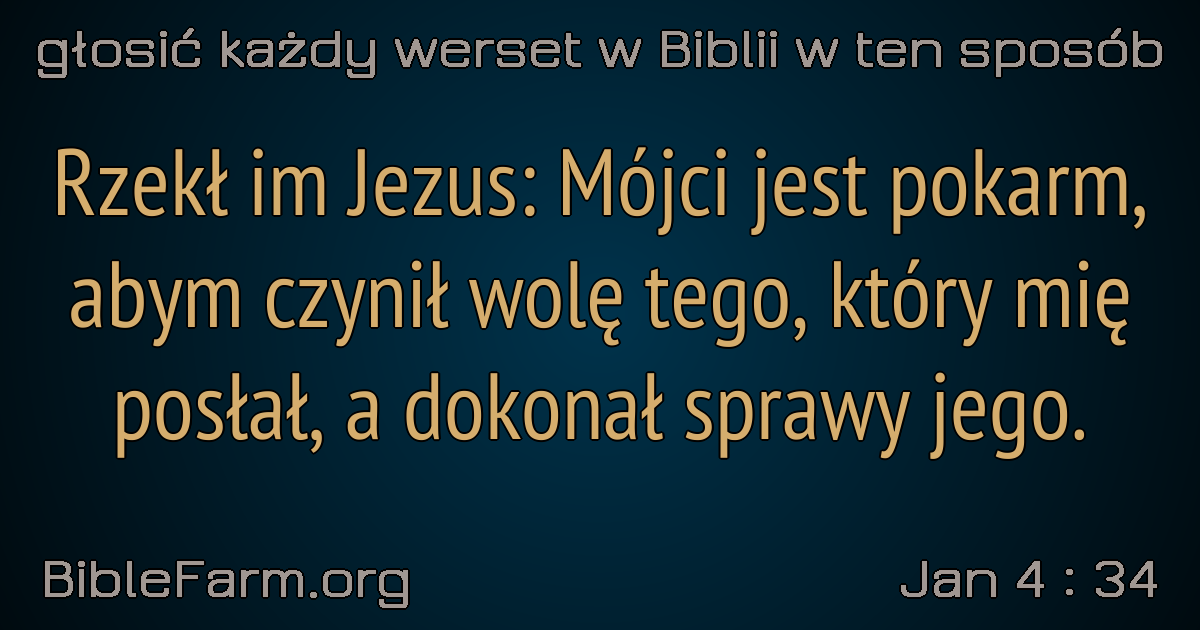 głosić każdy werset w Biblii w ten sposób
Rzekł im Jezus: Mójci jest pokarm,
abym czynił wolę tego, który mię
posłał, a dokonał sprawy jego.
BibleFarm.org
Jan 4 : 34